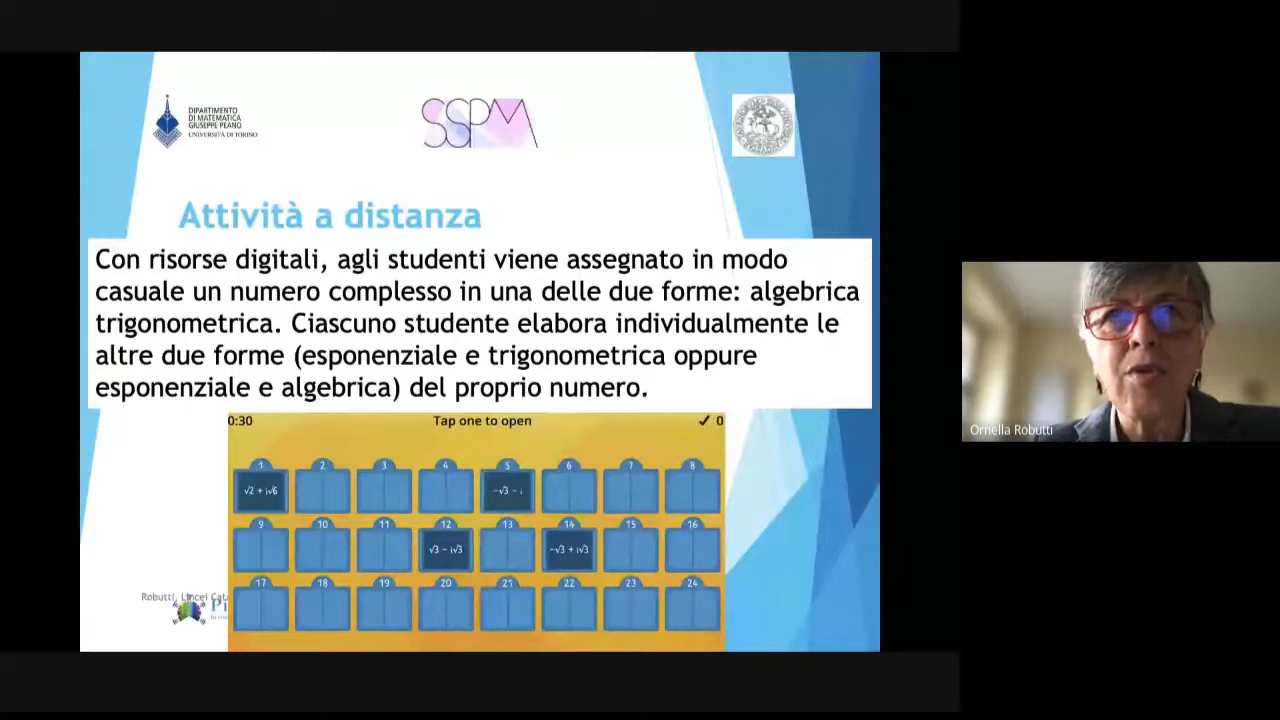 DIPARTIMENTO
DI MATEMATICA
GIUSEPPE PEANO
UNIVERSITÀ DI TORINO
SSPM
Attività a distanza
Con risorse digitali, agli studenti viene assegnato in modo
casuale un numero complesso in una delle due forme: algebrica
trigonometrica. Ciascuno studente elabora individualmente le
altre due forme (esponenziale e trigonometrica oppure
esponenziale e algebrica) del proprio numero.
0:30 Tap one to open ✓ 0
1 2 3 4 5 6 7 8
√2 + i√6 -√3 - i
9 10 11 12 13 14 15 16
√3 - i√3 -√3 + i√3
17 18 19 20 21 22 23 24
Robutti, Lincei
Ornella Robutti